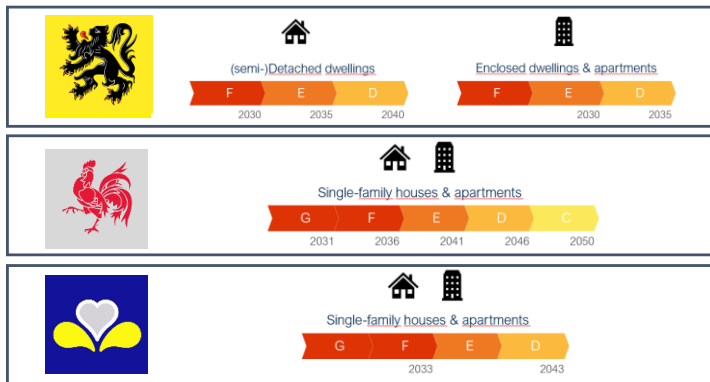 (semi-)Detached dwellings
F E D
2030 2035 2040
Enclosed dwellings & apartments
F E D
2030 2035
Single-family houses & apartments
G F E D C
2031 2036 2041 2046 2050
Single-family houses & apartments
G F E D
2033 2043